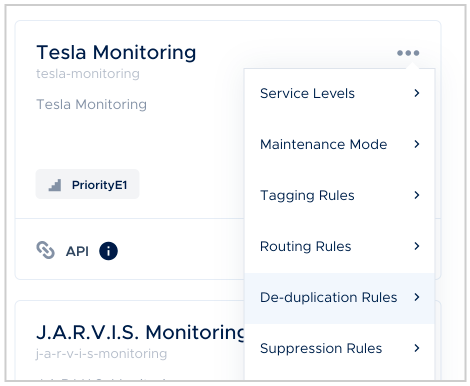 Tesla Monitoring
tesla-monitoring
Tesla Monitoring
PriorityE1
API
Service Levels
Maintenance Mode
Tagging Rules
Routing Rules
De-duplication Rules
Suppression Rules
J.A.R.V.I.S. Monitoring
j-a-r-v-i-s-monitoring